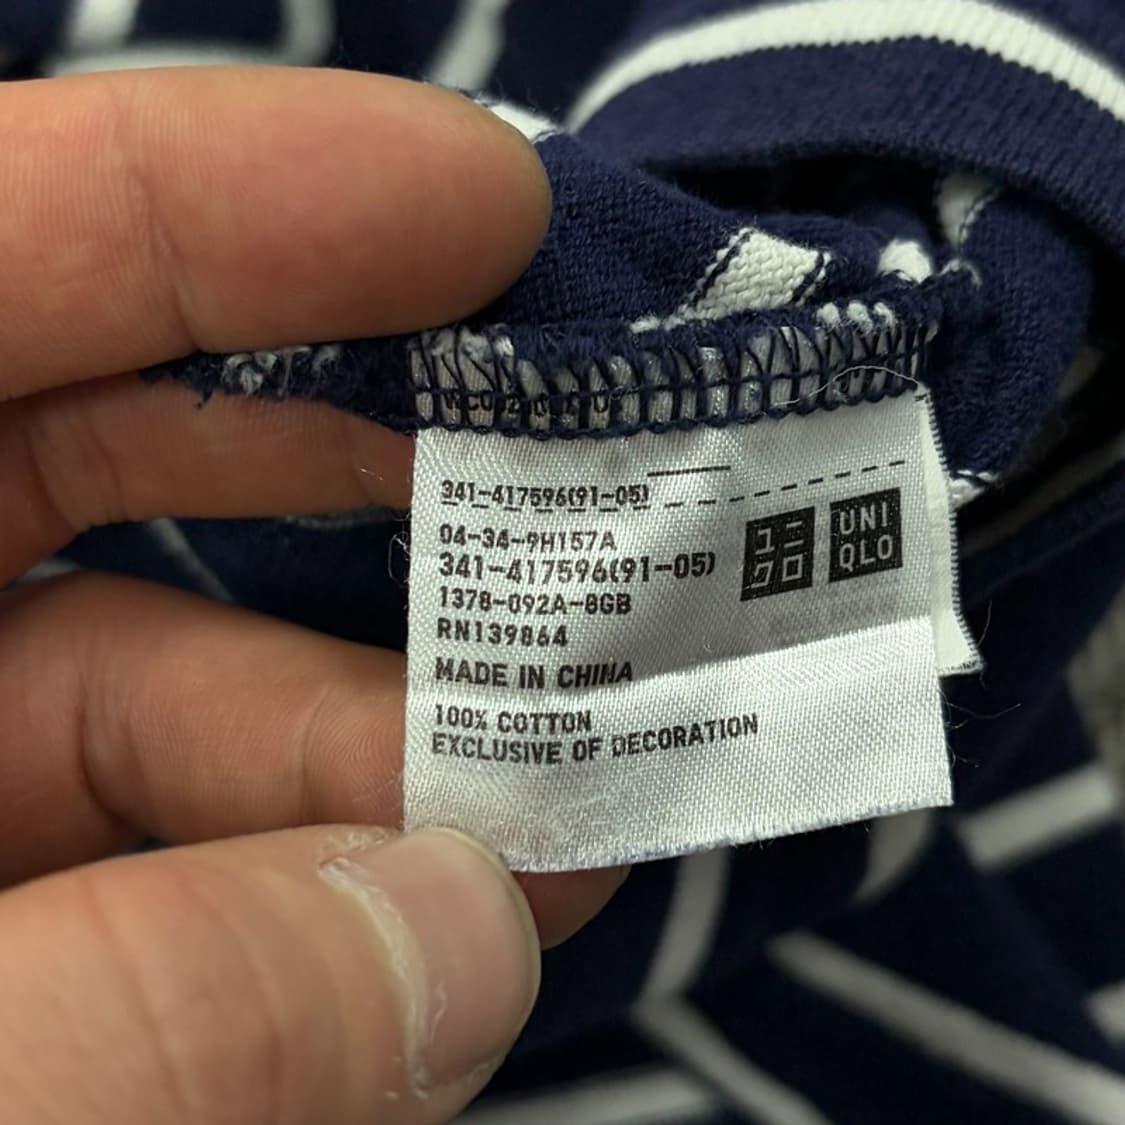 341-417596(91-05)
04-34-9H157A
341-417596(91-05)
1378-092A-8GB
RN139864
MADE IN CHINA
100% COTTON
EXCLUSIVE OF DECORATION
ユニ
クロ
UNI
QLO